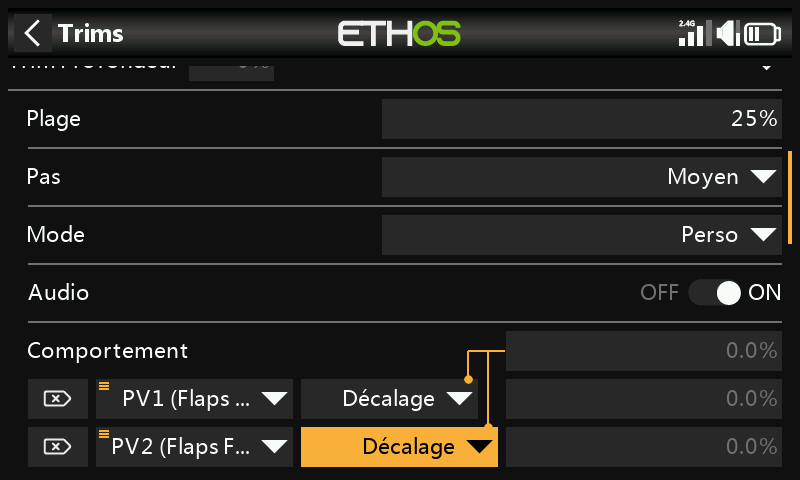 Trims
ETHOS
2.4G
Plage 25%
Pas Moyen
Mode Perso
Audio OFF ON
Comportement 0.0%
PV1 (Flaps ... Décalage 0.0%
PV2 (Flaps F... Décalage 0.0%